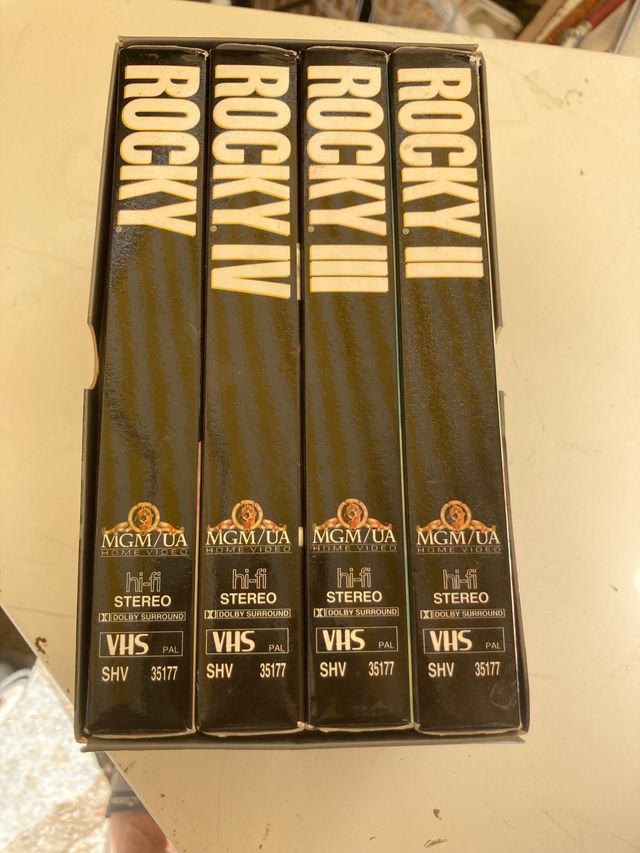 ROCKY®
MGM/UA
HOME VIDEO
hi-fi
STEREO
DOLBY SURROUND
VHS PAL
SHV 35177
ROCKY® IV
MGM/UA
HOME VIDEO
hi-fi
STEREO
DOLBY SURROUND
VHS PAL
SHV 35177
ROCKY® III
MGM/UA
HOME VIDEO
hi-fi
STEREO
DOLBY SURROUND
VHS PAL
SHV 35177
ROCKY® II
MGM/UA
HOME VIDEO
hi-fi
STEREO
DOLBY SURROUND
VHS PAL
SHV 35177